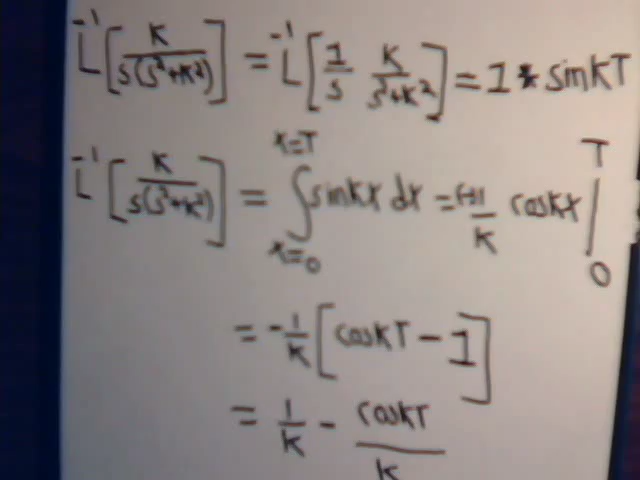 L⁻¹[K/(s(s²+K²))] = L⁻¹[1/s K/(s²+K²)] = 1 * sinKT
L⁻¹[K/(s(s²+K²))] = ∫_{x=0}^{x=T} sinKx dx = (-1)/K cosKx |_0^T
= -1/K [cosKT - 1]
= 1/K - cosKT/K